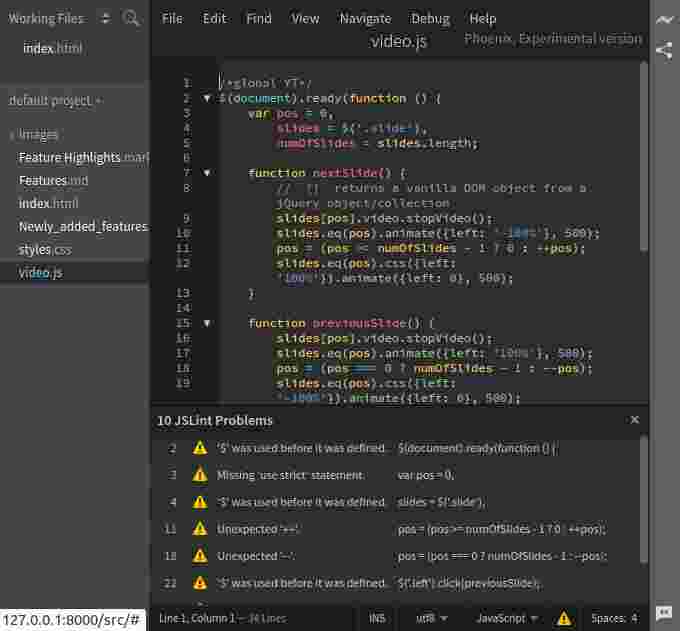 Working Files
index.html
default project
images
Feature Highlights.mar
Features.md
index.html
Newly_added_features.
styles.css
video.js
127.0.0.1:8000/src/#
File Edit Find View Navigate Debug Help
video.js
Phoenix, Experimental version
1 /*global YT*/
2 $(document).ready(function () {
3 var pos = 0,
4 slides = $('.slide'),
5 numOfSlides = slides.length;
6
7 function nextSlide() {
8 // returns a vanilla DOM object from a
jQuery object/collection
9 slides[pos].video.stopVideo();
10 slides.eq(pos).animate({left: '-100%'}, 500);
11 pos = (pos numOfSlides - 1 ? 0 : ++pos);
12 slides.eq(pos).css({left:
'100%'}).animate({left: 0}, 500);
13 }
14
15 function previousSlide() {
16 slides[pos].video.stopVideo();
17 slides.eq(pos).animate({left: '100%'}, 500);
18 pos = (pos === 0 ? numOfSlides - 1 : --pos);
19 slides.eq(pos).css({left:
'-100%'}).animate({left: 0}, 500);
10 JSLint Problems ×
2 '$' was used before it was defined. $(document).ready(function () {
3 Missing 'use strict' statement. var pos = 0,
4 '$' was used before it was defined. slides = $('.slide'),
11 Unexpected '++'. pos = (pos >= numOfSlides - 1 ? 0 : ++pos);
18 Unexpected '--'. pos = (pos === 0 ? numOfSlides - 1 : --pos);
22 '$' was used before it was defined. $('.left').click(previousSlide);
Line 1, Column 1 — 34 Lines INS utf8 JavaScript Spaces: 4